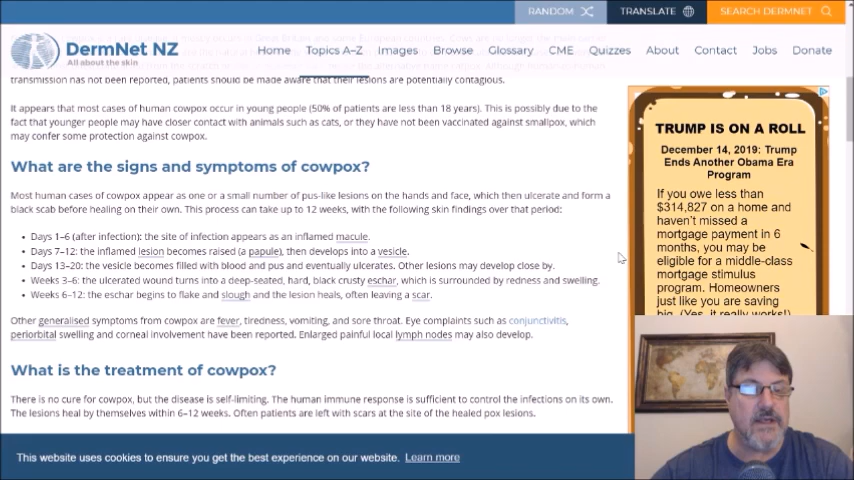 RANDOM
TRANSLATE
SEARCH DERMNET
DermNet NZ
All about the skin
Home Topics A–Z Images Browse Glossary CME Quizzes About Contact Jobs Donate
transmission has not been reported, patients should be made aware that their lesions are potentially contagious.
It appears that most cases of human cowpox occur in young people (50% of patients are less than 18 years). This is possibly due to the
fact that younger people may have closer contact with animals such as cats, or they have not been vaccinated against smallpox, which
may confer some protection against cowpox.
What are the signs and symptoms of cowpox?
Most human cases of cowpox appear as one or a small number of pus-like lesions on the hands and face, which then ulcerate and form a
black scab before healing on their own. This process can take up to 12 weeks, with the following skin findings over that period:
Days 1–6 (after infection): the site of infection appears as an inflamed macule.
Days 7–12: the inflamed lesion becomes raised (a papule), then develops into a vesicle.
Days 13–20: the vesicle becomes filled with blood and pus and eventually ulcerates. Other lesions may develop close by.
Weeks 3–6: the ulcerated wound turns into a deep-seated, hard, black crusty eschar, which is surrounded by redness and swelling.
Weeks 6–12: the eschar begins to flake and slough and the lesion heals, often leaving a scar.
Other generalised symptoms from cowpox are fever, tiredness, vomiting, and sore throat. Eye complaints such as conjunctivitis,
periorbital swelling and corneal involvement have been reported. Enlarged painful local lymph nodes may also develop.
What is the treatment of cowpox?
There is no cure for cowpox, but the disease is self-limiting. The human immune response is sufficient to control the infections on its own.
The lesions heal by themselves within 6–12 weeks. Often patients are left with scars at the site of the healed pox lesions.
This website uses cookies to ensure you get the best experience on our website. Learn more
TRUMP IS ON A ROLL
December 14, 2019: Trump
Ends Another Obama Era
Program
If you owe less than
$314,827 on a home and
haven't missed a
mortgage payment in 6
months, you may be
eligible for a middle-class
mortgage stimulus
program. Homeowners
just like you are saving
big. (Yes, it really works!)